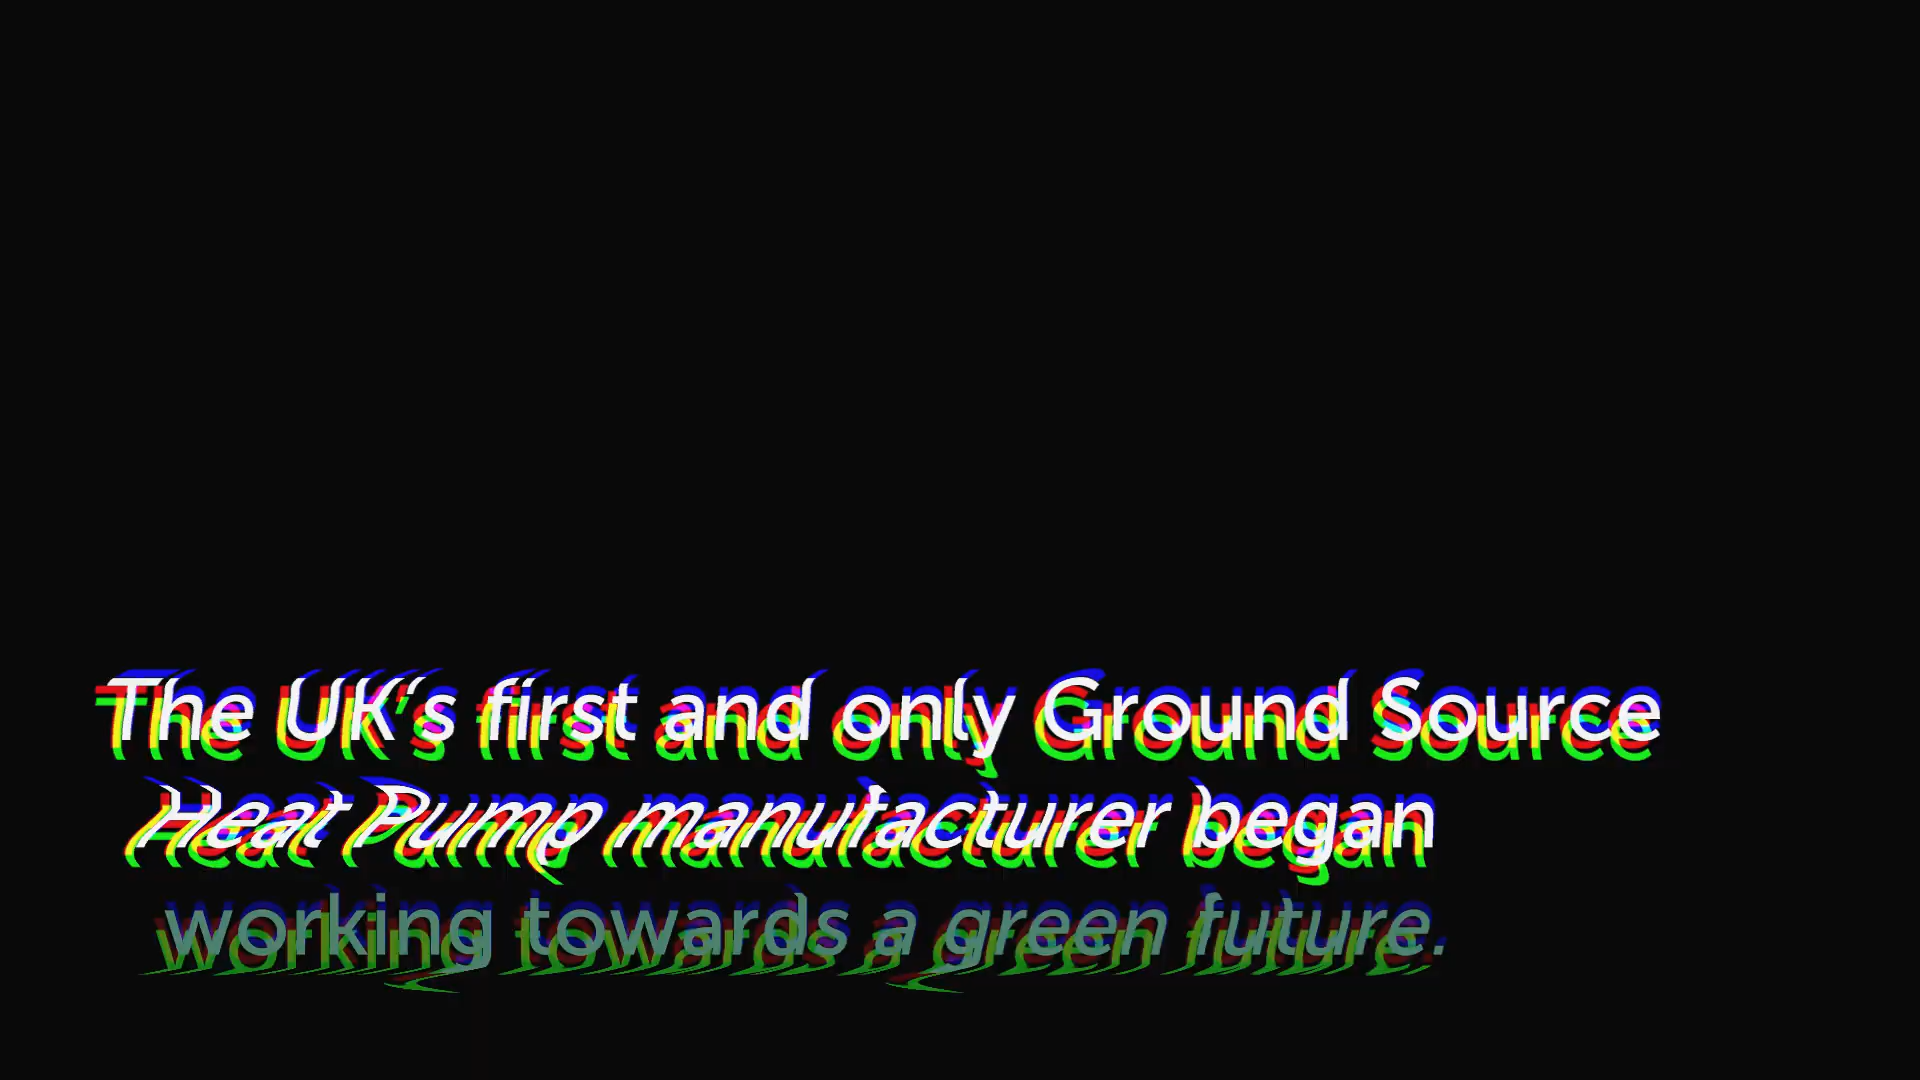 The UK‘s first and only Ground Source
Heat Pump manufacturer began
working towards a green future.